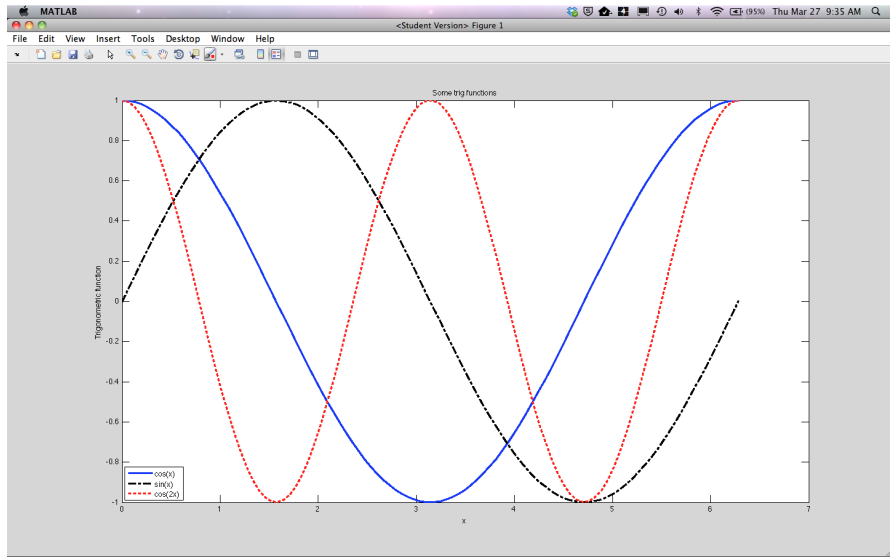 MATLAB (95%) Thu Mar 27 9:35 AM
<Student Version> Figure 1
File Edit View Insert Tools Desktop Window Help
Some trig functions
1
0.8
0.6
0.4
0.2
0
-0.2
-0.4
-0.6
-0.8
-1
Trigonometric function
cos(x)
sin(x)
cos(2x)
0 1 2 3 4 5 6 7
x